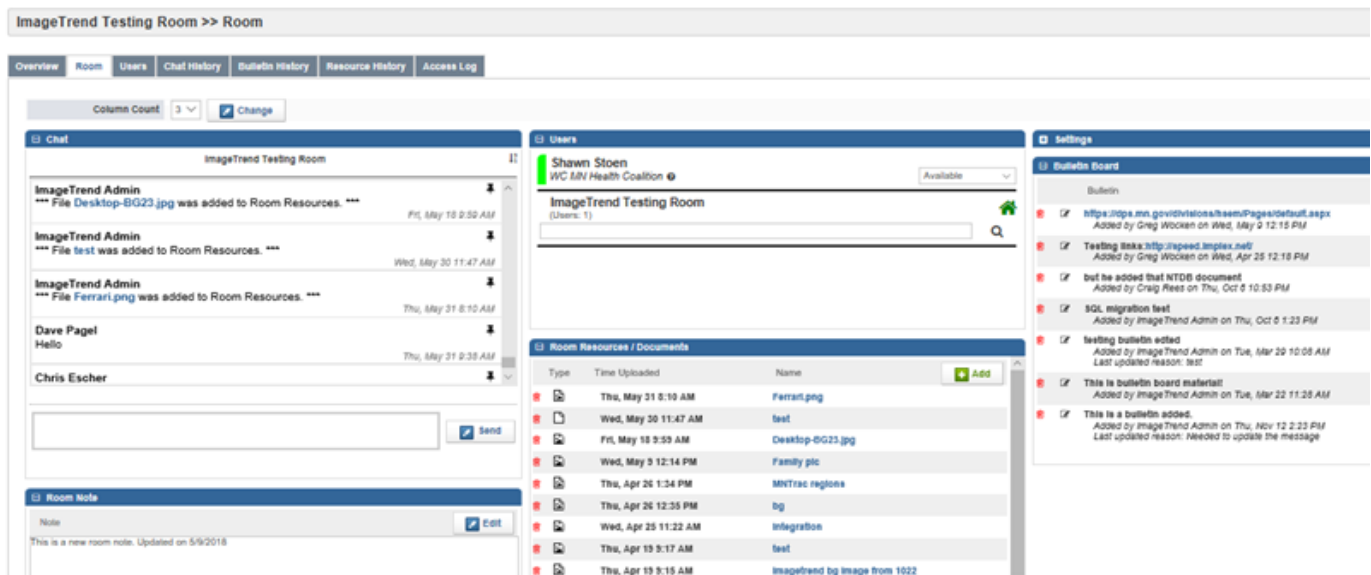 ImageTrend Testing Room >> Room
Overview Room Users Chat History Bulletin History Resource History Access Log
Column Count 3 Change
Chat
ImageTrend Testing Room
ImageTrend Admin
*** File Desktop-BG23.jpg was added to Room Resources. ***
Fri, May 18 9:59 AM
ImageTrend Admin
*** File test was added to Room Resources. ***
Wed, May 30 11:47 AM
ImageTrend Admin
*** File Ferrari.png was added to Room Resources. ***
Thu, May 31 8:10 AM
Dave Pagel
Hello
Thu, May 31 9:35 AM
Chris Escher
Send
Room Note
Note Edit
This is a new room note. Updated on 5/9/2018
Users
Shawn Stoen
WC MN Health Coalition
Available
ImageTrend Testing Room
(Users: 1)
Room Resources / Documents
Type Time Uploaded Name Add
Thu, May 31 8:10 AM Ferrari.png
Wed, May 30 11:47 AM test
Fri, May 18 9:59 AM Desktop-BG23.jpg
Wed, May 9 12:14 PM Family pic
Thu, Apr 26 1:34 PM MNTrac regions
Thu, Apr 26 12:35 PM bg
Wed, Apr 25 11:22 AM Integration
Thu, Apr 19 9:17 AM test
Thu, Apr 19 9:15 AM Imagetrend bg image from 1022
Settings
Bulletin Board
Bulletin
https://dps.mn.gov/divisions/hsem/Pages/default.aspx
Added by Greg Wocken on Wed, May 9 12:15 PM
Testing links:http://speed.implex.net/
Added by Greg Wocken on Wed, Apr 25 12:18 PM
but he added that NTDB document
Added by Craig Rees on Thu, Oct 6 10:53 PM
SQL migration test
Added by ImageTrend Admin on Thu, Oct 6 1:23 PM
testing bulletin edted
Added by ImageTrend Admin on Tue, Mar 29 10:08 AM
Last updated reason: test
This is bulletin board material!
Added by ImageTrend Admin on Tue, Mar 22 11:28 AM
This is a bulletin added.
Added by ImageTrend Admin on Thu, Nov 12 2:23 PM
Last updated reason: Needed to update the message